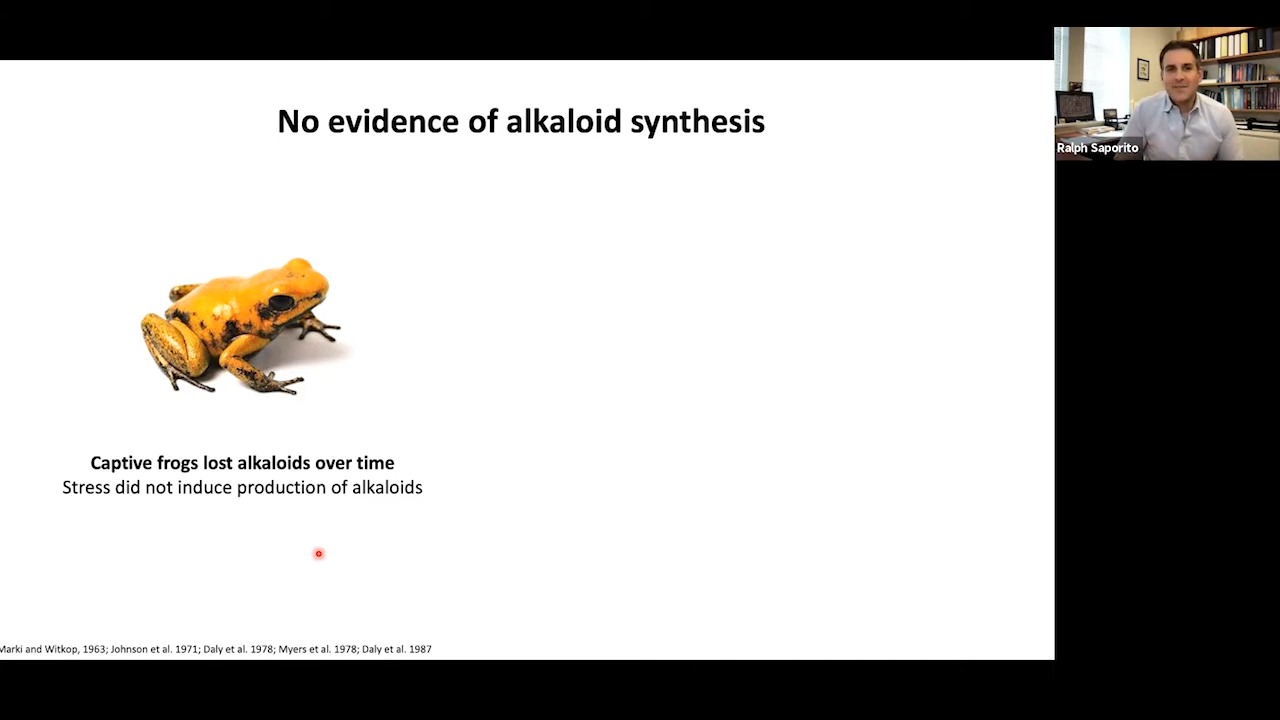 No evidence of alkaloid synthesis
Ralph Saporito
Captive frogs lost alkaloids over time
Stress did not induce production of alkaloids
Marki and Witkop, 1963; Johnson et al. 1971; Daly et al. 1978; Myers et al. 1978; Daly et al. 1987